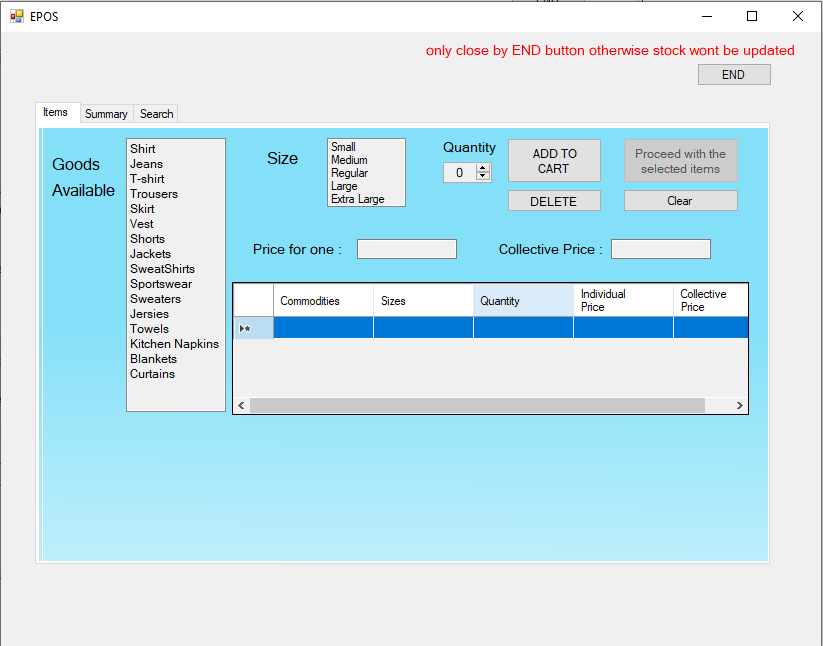 EPOS
only close by END button otherwise stock wont be updated
END
Items
Summary
Search
Goods
Available
Shirt
Jeans
T-shirt
Trousers
Skirt
Vest
Shorts
Jackets
SweatShirts
Sportswear
Sweaters
Jersies
Towels
Kitchen Napkins
Blankets
Curtains
Size
Small
Medium
Regular
Large
Extra Large
Quantity
0
ADD TO
CART
Proceed with the
selected items
DELETE
Clear
Price for one :
Collective Price :
Commodities
Sizes
Quantity
Individual
Price
Collective
Price